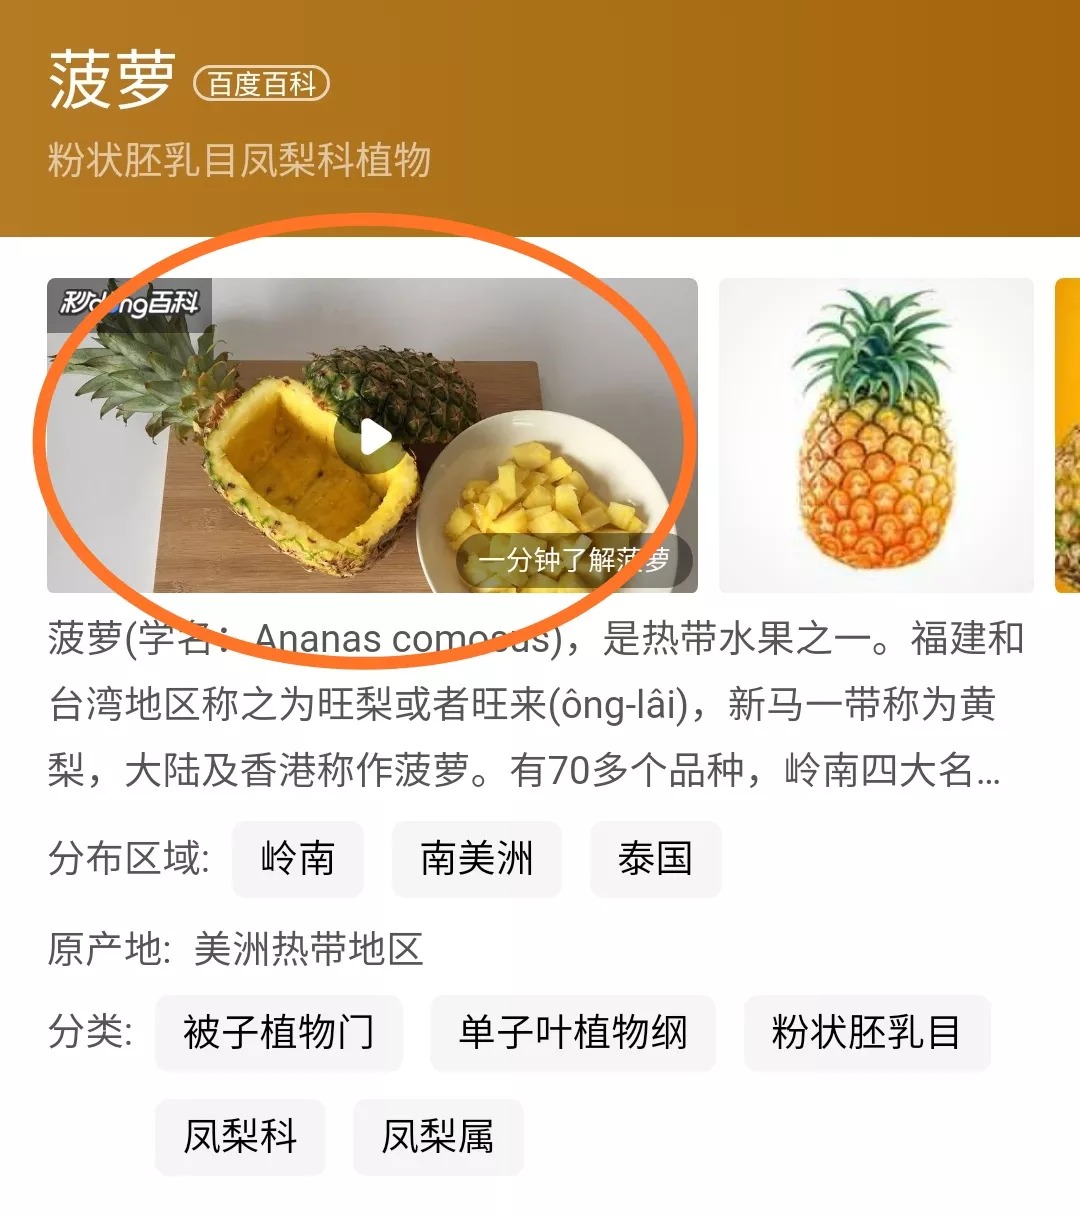 菠萝 百度百科
粉状胚乳目凤梨科植物
秒dong百科
一分钟了解菠萝
菠萝(学名：Ananas comosus)，是热带水果之一。福建和
台湾地区称之为旺梨或者旺来(ông-lâi)，新马一带称为黄
梨，大陆及香港称作菠萝。有70多个品种，岭南四大名...
分布区域: 岭南 南美洲 泰国
原产地: 美洲热带地区
分类: 被子植物门 单子叶植物纲 粉状胚乳目
凤梨科 凤梨属